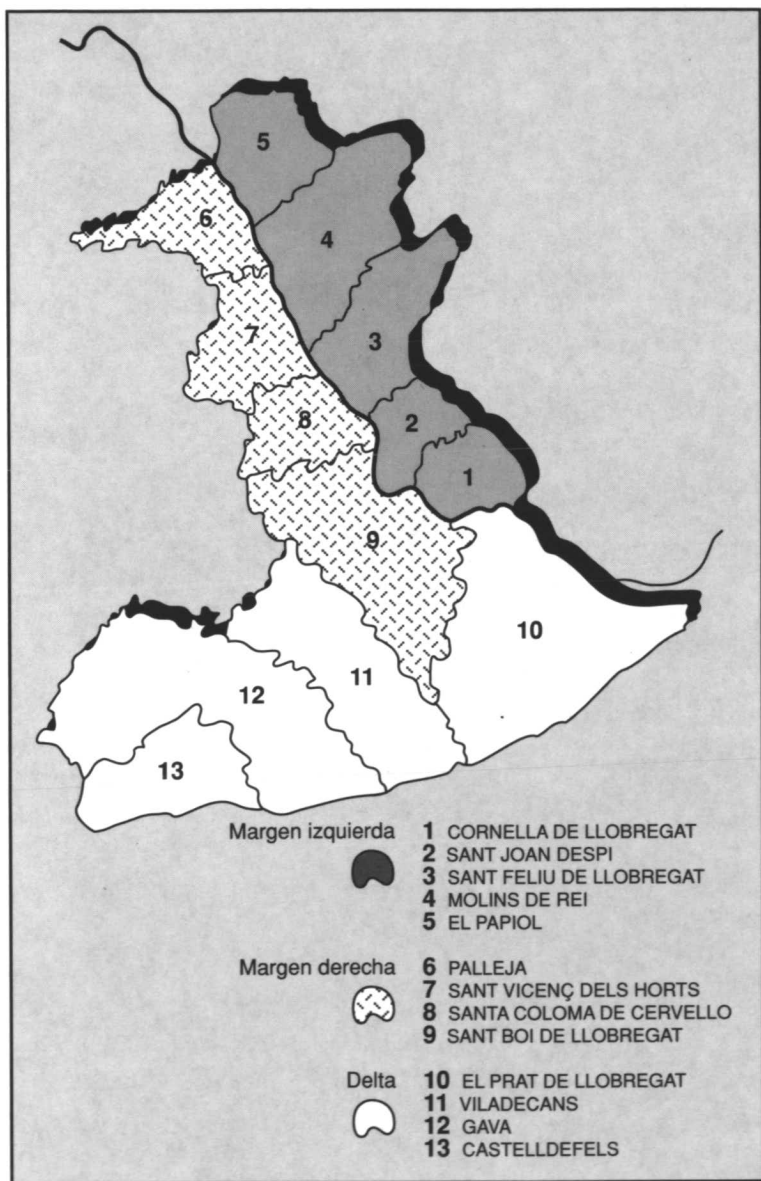 5
6
4
7
3
8
2
1
9
10
11
12
13
Margen izquierda
1 CORNELLA DE LLOBREGAT
2 SANT JOAN DESPI
3 SANT FELIU DE LLOBREGAT
4 MOLINS DE REI
5 EL PAPIOL
Margen derecha
6 PALLEJA
7 SANT VICENÇ DELS HORTS
8 SANTA COLOMA DE CERVELLO
9 SANT BOI DE LLOBREGAT
Delta
10 EL PRAT DE LLOBREGAT
11 VILADECANS
12 GAVA
13 CASTELLDEFELS